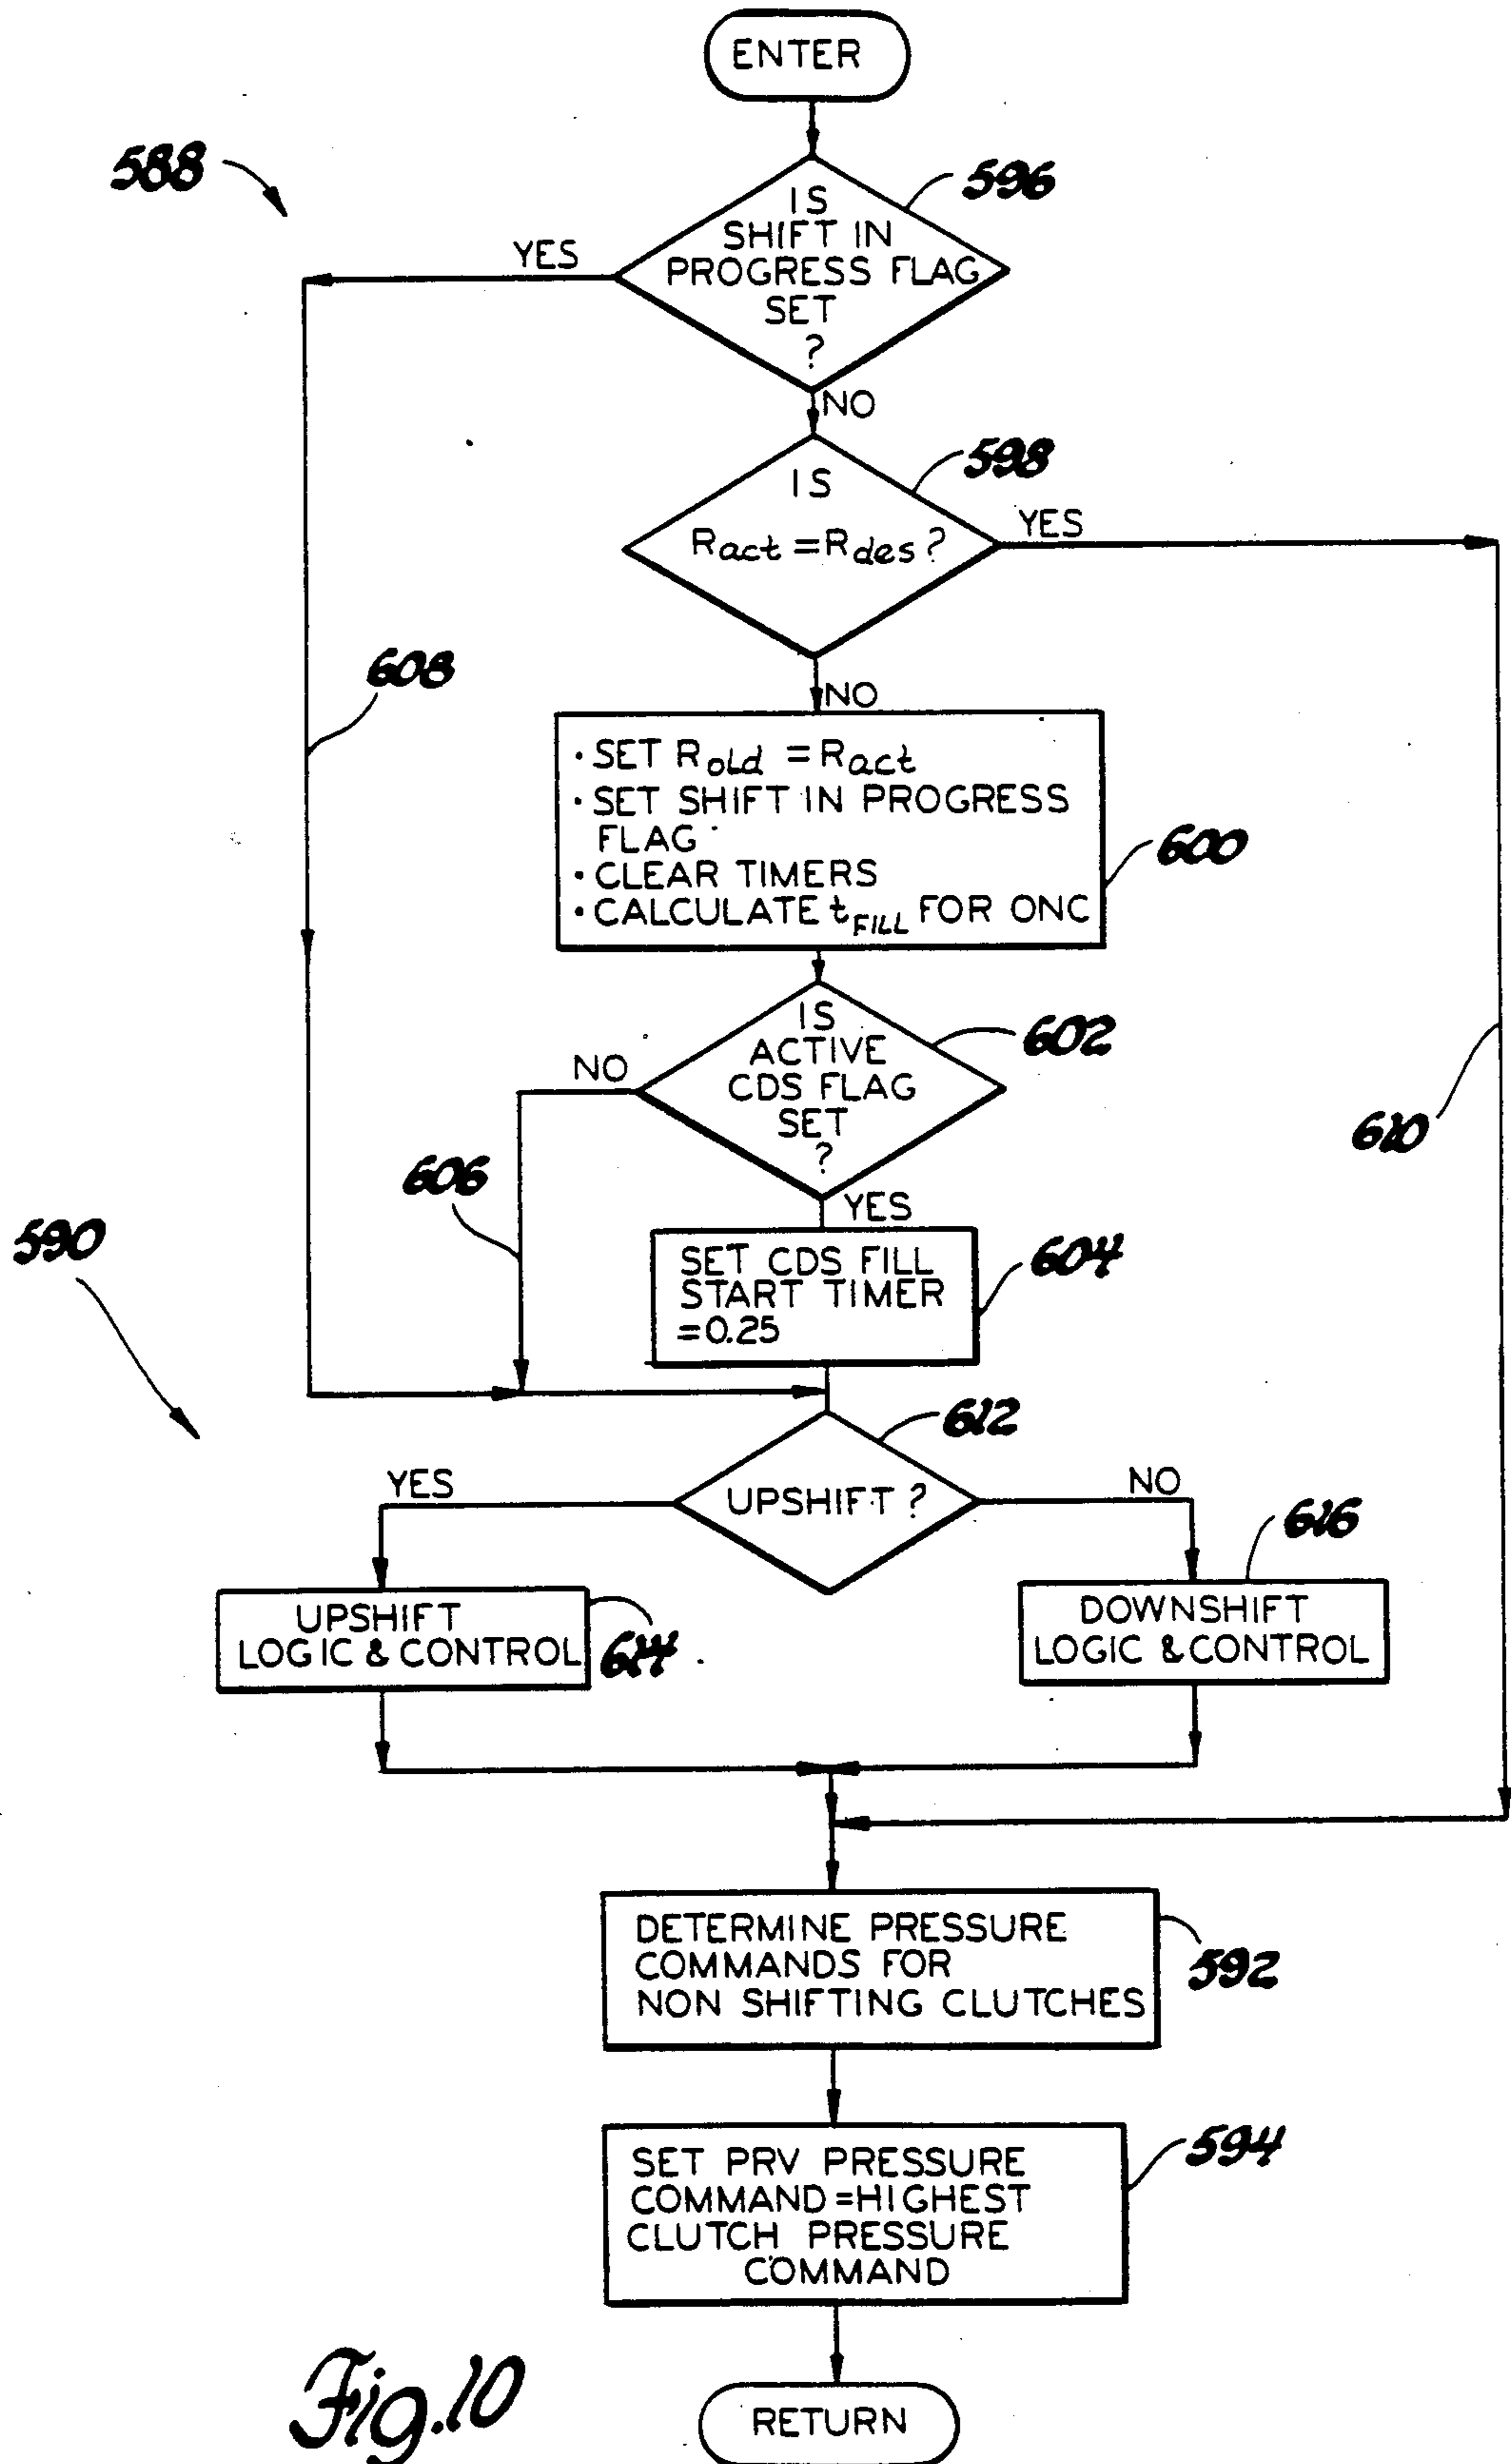 ENTER
588
596
IS
SHIFT IN
PROGRESS FLAG
SET
?
YES
NO
598
IS
Ract = Rdes ?
YES
608
NO
· SET Rold = Ract
· SET SHIFT IN PROGRESS
FLAG
· CLEAR TIMERS
· CALCULATE tFILL FOR ONC
600
IS
ACTIVE
CDS FLAG
SET
?
602
NO
610
606
YES
590
SET CDS FILL
START TIMER
=0.25
604
612
UPSHIFT ?
YES
NO
616
UPSHIFT
LOGIC & CONTROL
614
DOWNSHIFT
LOGIC & CONTROL
DETERMINE PRESSURE
COMMANDS FOR
NON SHIFTING CLUTCHES
592
SET PRV PRESSURE
COMMAND=HIGHEST
CLUTCH PRESSURE
COMMAND
594
RETURN
Fig.10